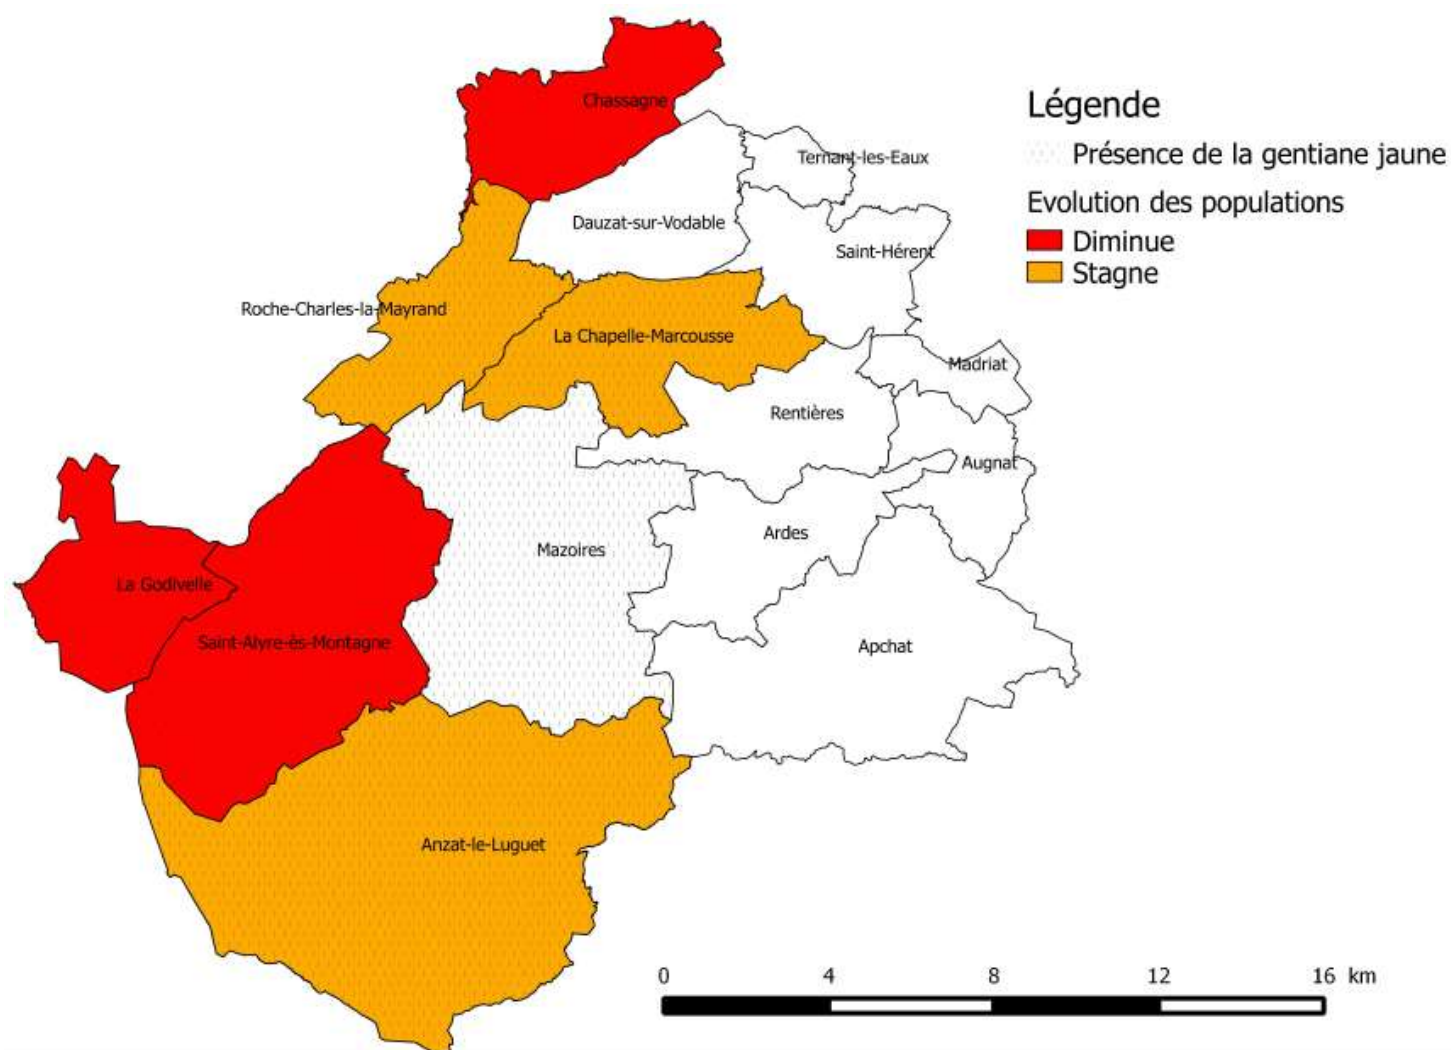 Légende
Présence de la gentiane jaune
Evolution des populations
Diminue
Stagne
Chassagne
Ternant-les-Eaux
Dauzat-sur-Vodable
Saint-Hérent
Roche-Charles-la-Mayrand
La Chapelle-Marcousse
Madriat
Rentières
Augnat
Ardes
Mazoires
La Godivelle
Saint-Alyre-ès-Montagne
Apchat
Anzat-le-Luguet
0 4 8 12 16 km